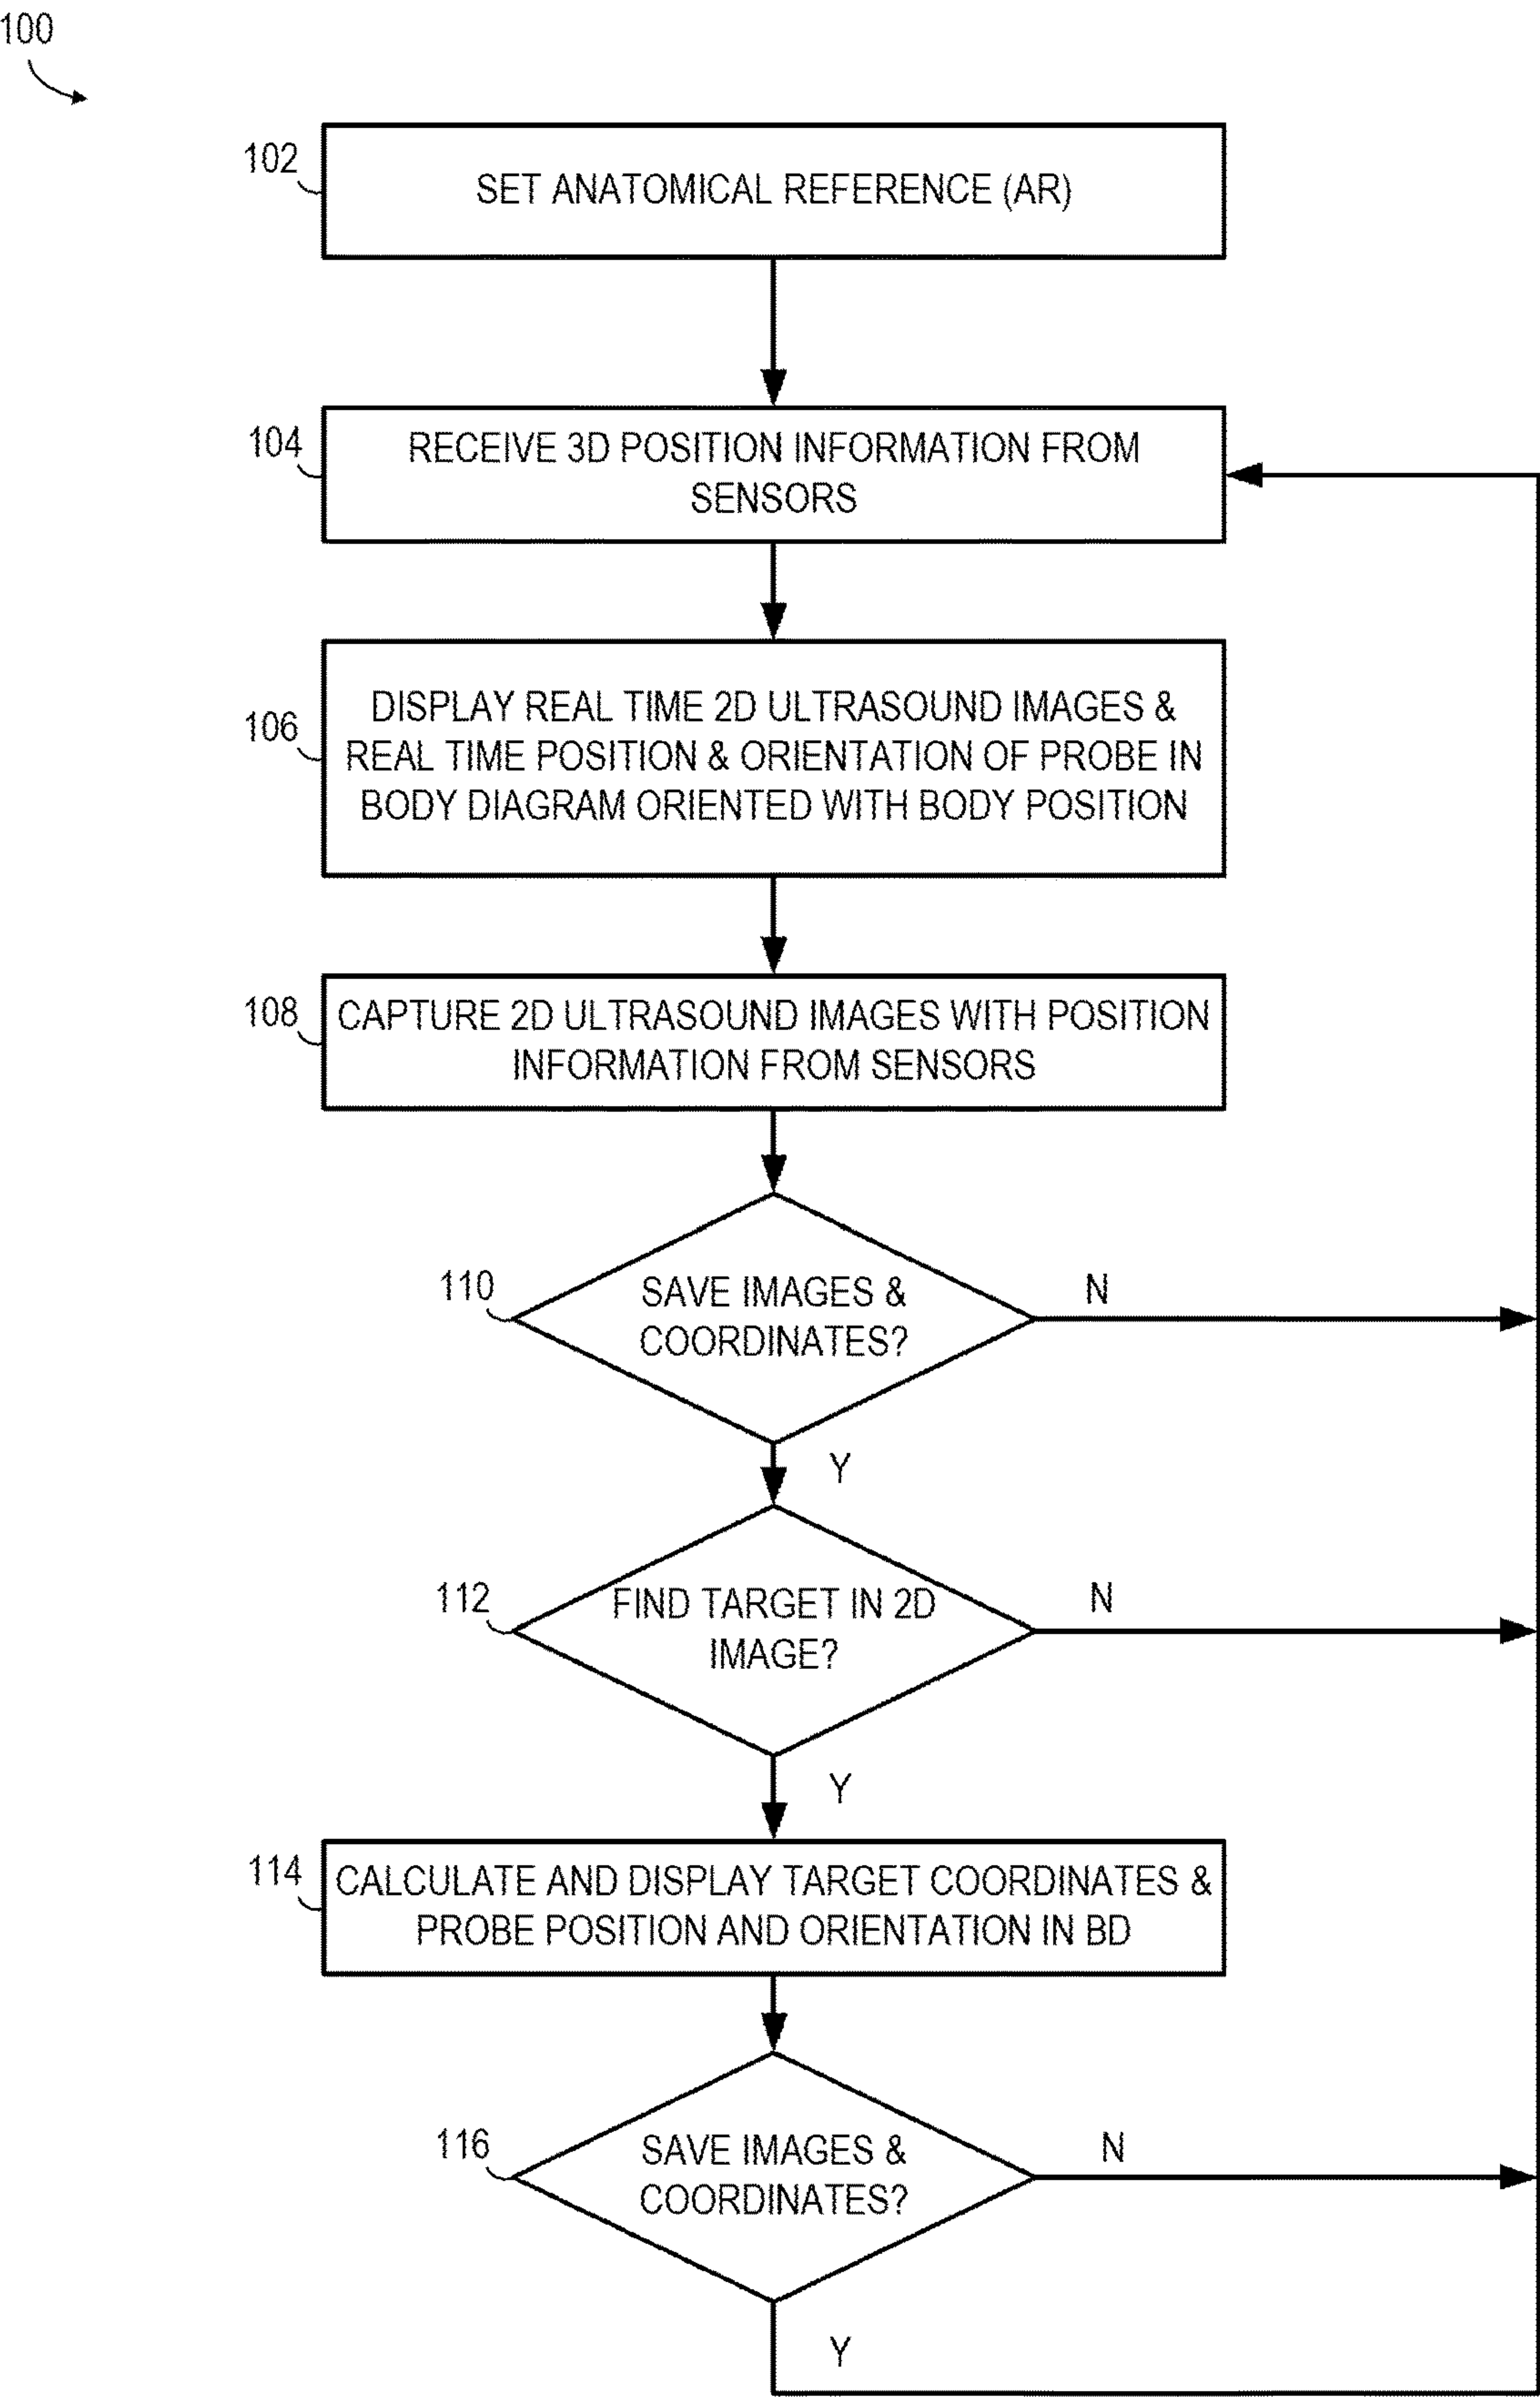 100
102
SET ANATOMICAL REFERENCE (AR)
104
RECEIVE 3D POSITION INFORMATION FROM
SENSORS
106
DISPLAY REAL TIME 2D ULTRASOUND IMAGES &
REAL TIME POSITION & ORIENTATION OF PROBE IN
BODY DIAGRAM ORIENTED WITH BODY POSITION
108
CAPTURE 2D ULTRASOUND IMAGES WITH POSITION
INFORMATION FROM SENSORS
110
SAVE IMAGES &
COORDINATES?
N
Y
112
FIND TARGET IN 2D
IMAGE?
N
Y
114
CALCULATE AND DISPLAY TARGET COORDINATES &
PROBE POSITION AND ORIENTATION IN BD
116
SAVE IMAGES &
COORDINATES?
N
Y